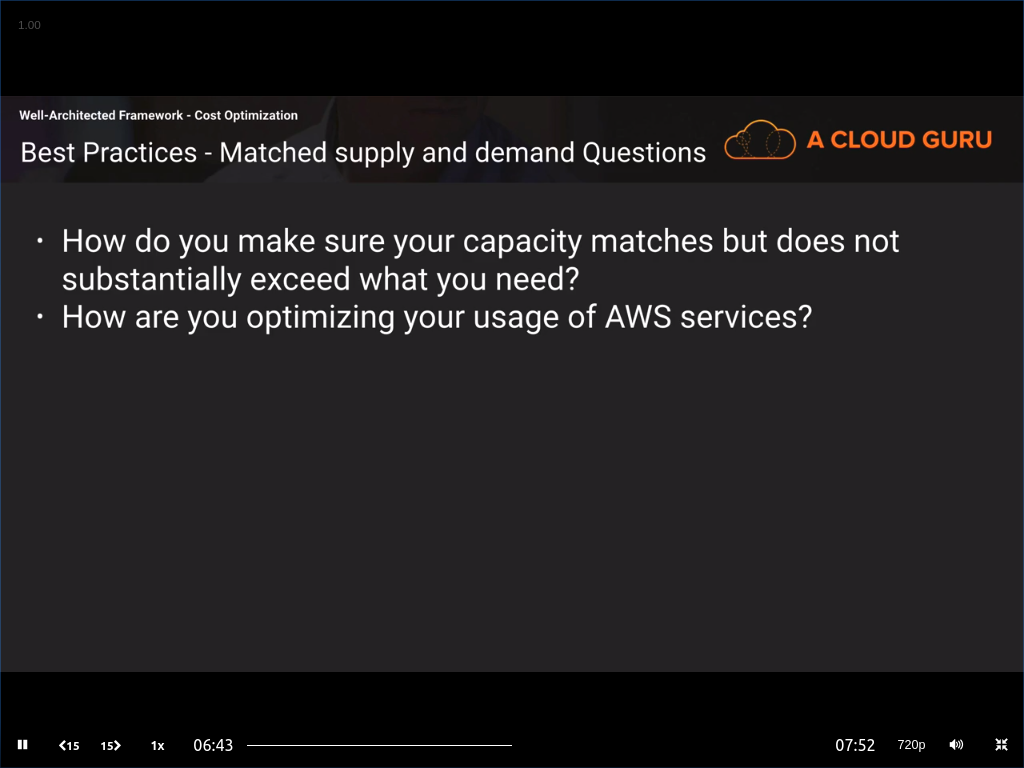 1.00
Well-Architected Framework - Cost Optimization
Best Practices - Matched supply and demand Questions
A CLOUD GURU
• How do you make sure your capacity matches but does not
substantially exceed what you need?
• How are you optimizing your usage of AWS services?
15 15 1x 06:43 07:52 720p